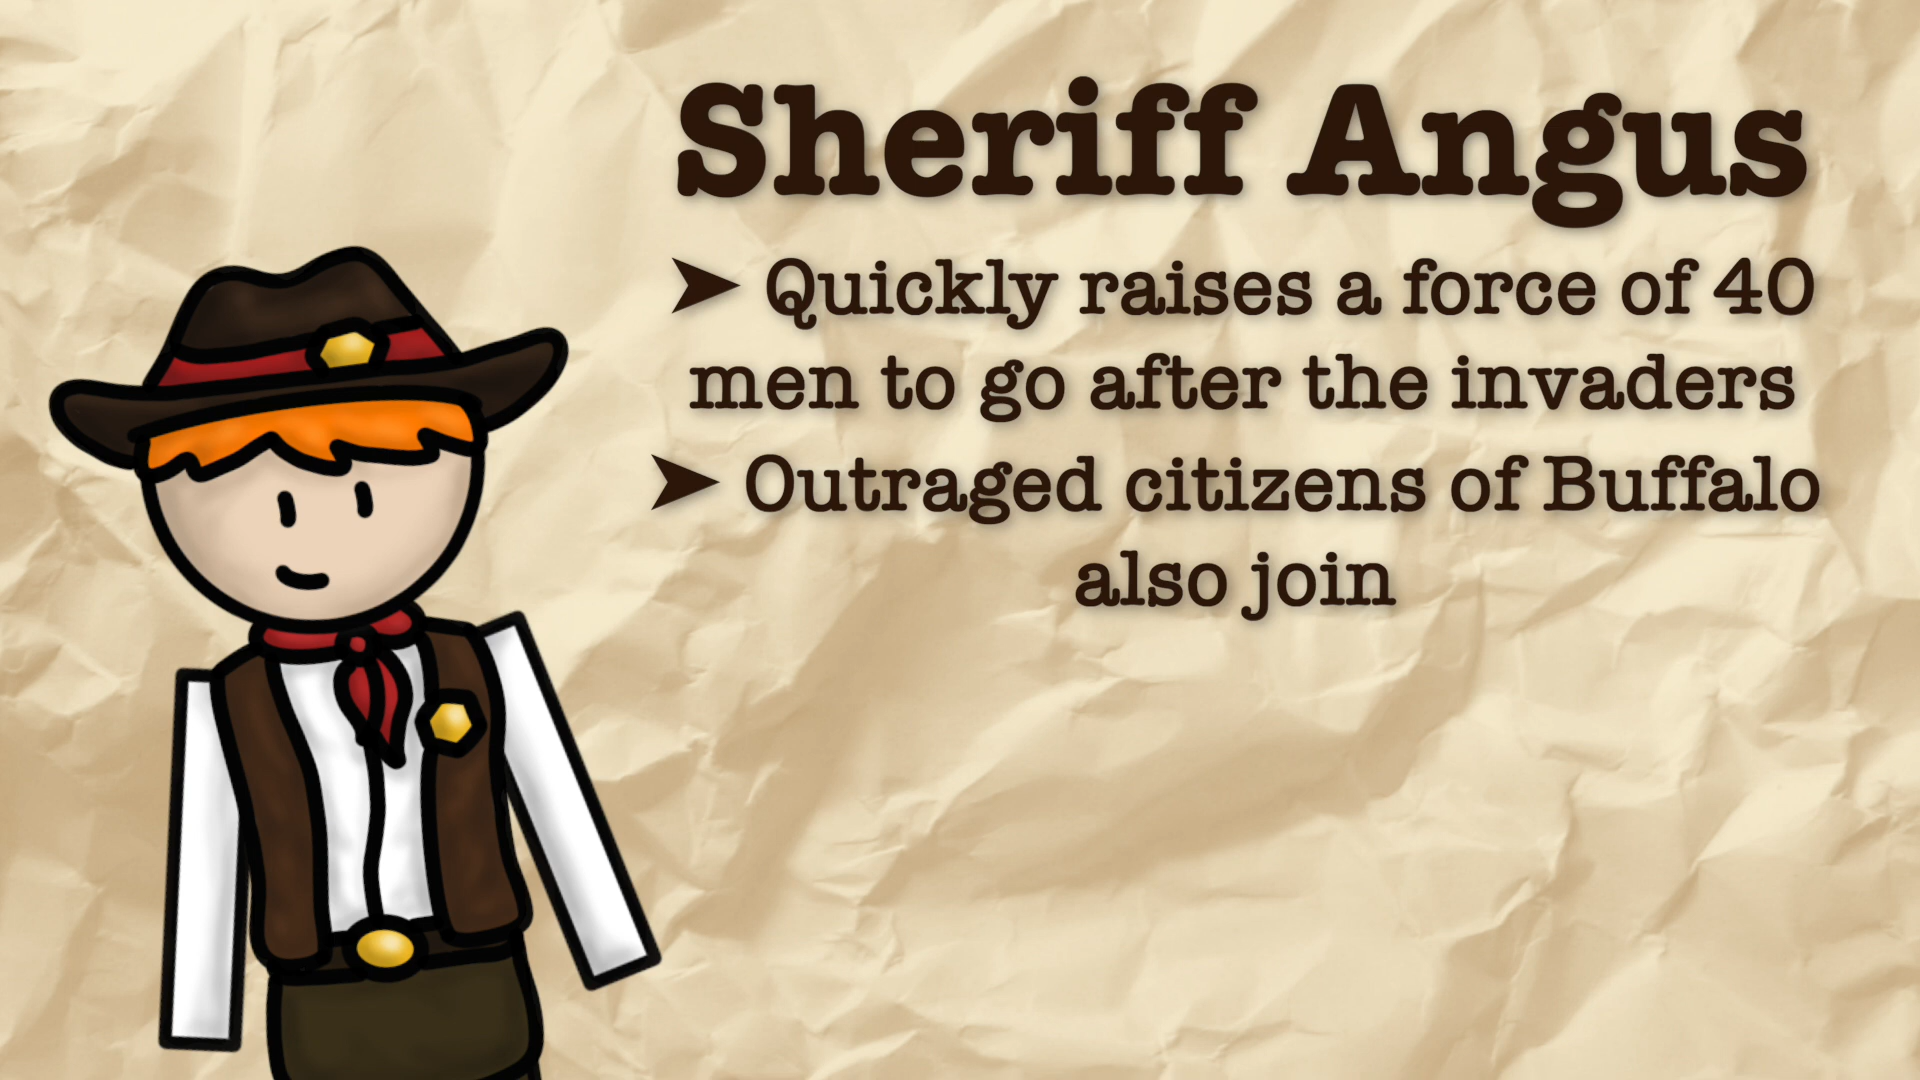 Sheriff Angus
➤ Quickly raises a force of 40
men to go after the invaders
➤ Outraged citizens of Buffalo
also join